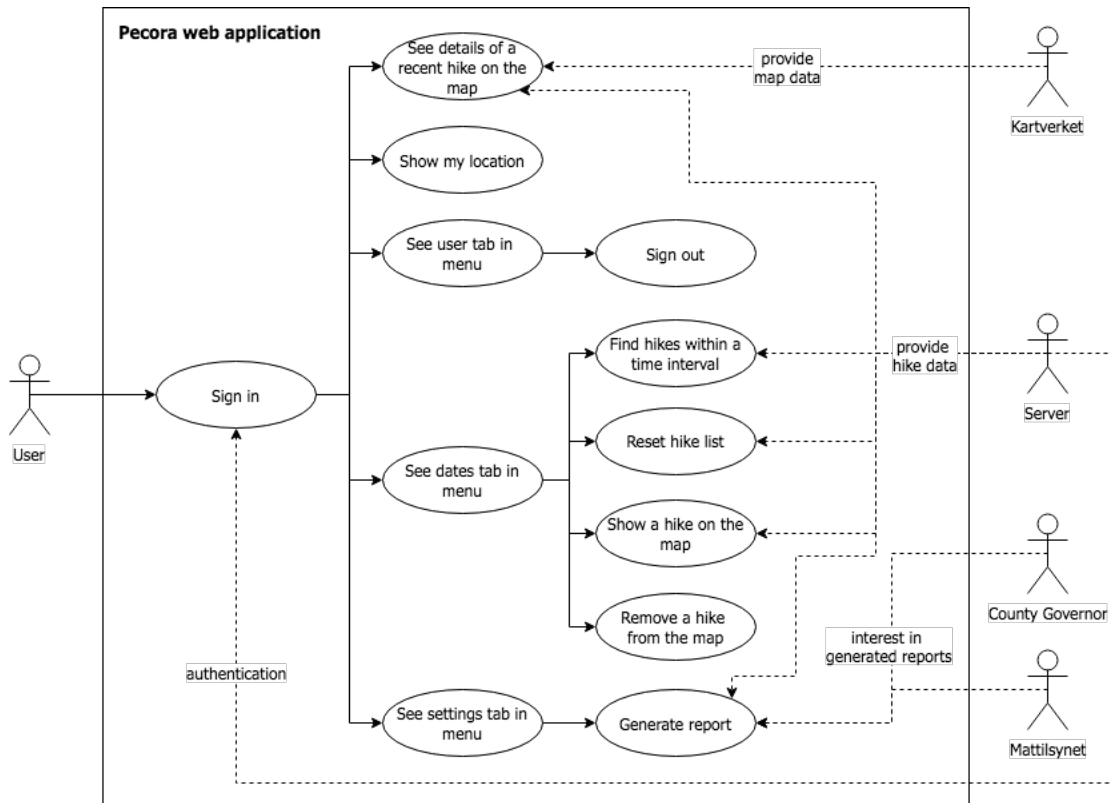 Pecora web application
See details of a
recent hike on the
map
provide
map data
Kartverket
Show my location
See user tab in
menu
Sign out
Find hikes within a
time interval
provide
hike data
Server
Sign in
User
Reset hike list
See dates tab in
menu
Show a hike on the
map
County Governor
Remove a hike
from the map
interest in
generated reports
authentication
See settings tab in
menu
Generate report
Mattilsynet